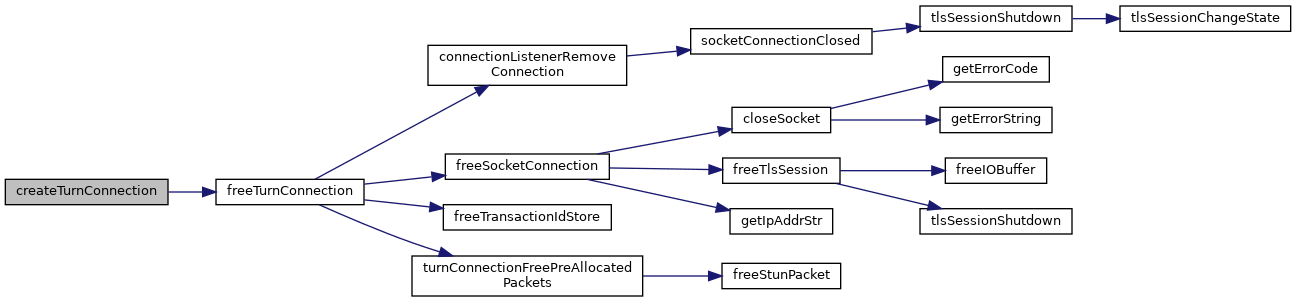 createTurnConnection
freeTurnConnection
connectionListenerRemove
Connection
socketConnectionClosed
tlsSessionShutdown
tlsSessionChangeState
freeSocketConnection
closeSocket
getErrorCode
getErrorString
freeTlsSession
freeIOBuffer
tlsSessionShutdown
getIpAddrStr
freeTransactionIdStore
turnConnectionFreePreAllocated
Packets
freeStunPacket